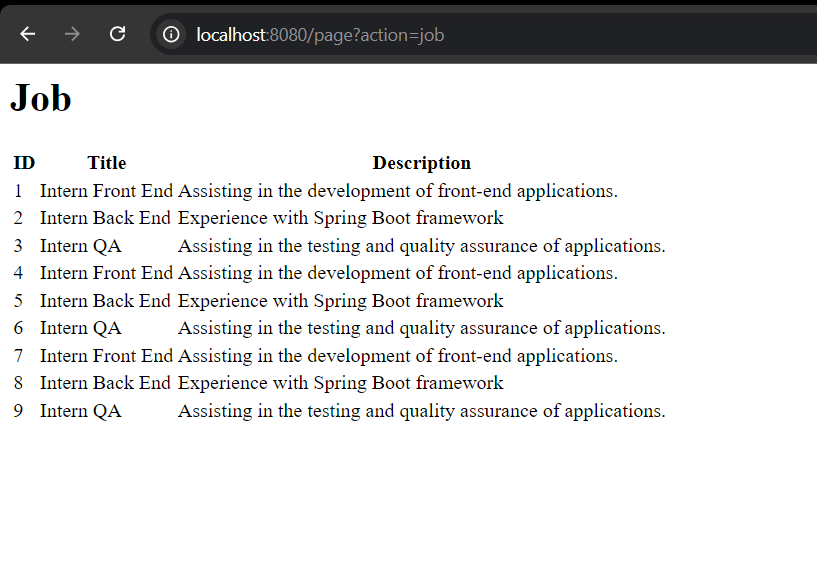 localhost:8080/page?action=job
Job
ID Title Description
1 Intern Front End Assisting in the development of front-end applications.
2 Intern Back End Experience with Spring Boot framework
3 Intern QA Assisting in the testing and quality assurance of applications.
4 Intern Front End Assisting in the development of front-end applications.
5 Intern Back End Experience with Spring Boot framework
6 Intern QA Assisting in the testing and quality assurance of applications.
7 Intern Front End Assisting in the development of front-end applications.
8 Intern Back End Experience with Spring Boot framework
9 Intern QA Assisting in the testing and quality assurance of applications.